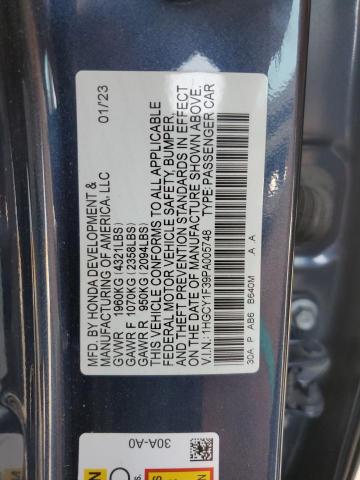 MFD. BY HONDA DEVELOPMENT & 01/23
MANUFACTURING OF AMERICA, LLC
GVWR 1960KG (4321LBS)
GAWR F 1070KG (2358LBS)
GAWR R 950KG (2094LBS)
THIS VEHICLE CONFORMS TO ALL APPLICABLE
FEDERAL MOTOR VEHICLE SAFETY, BUMPER,
AND THEFT PREVENTION STANDARDS IN EFFECT
ON THE DATE OF MANUFACTURE SHOWN ABOVE.
V.I.N.: 1HGCY1F39PA005748 TYPE: PASSENGER CAR
30A P AB6 B640M A A
30A-A0